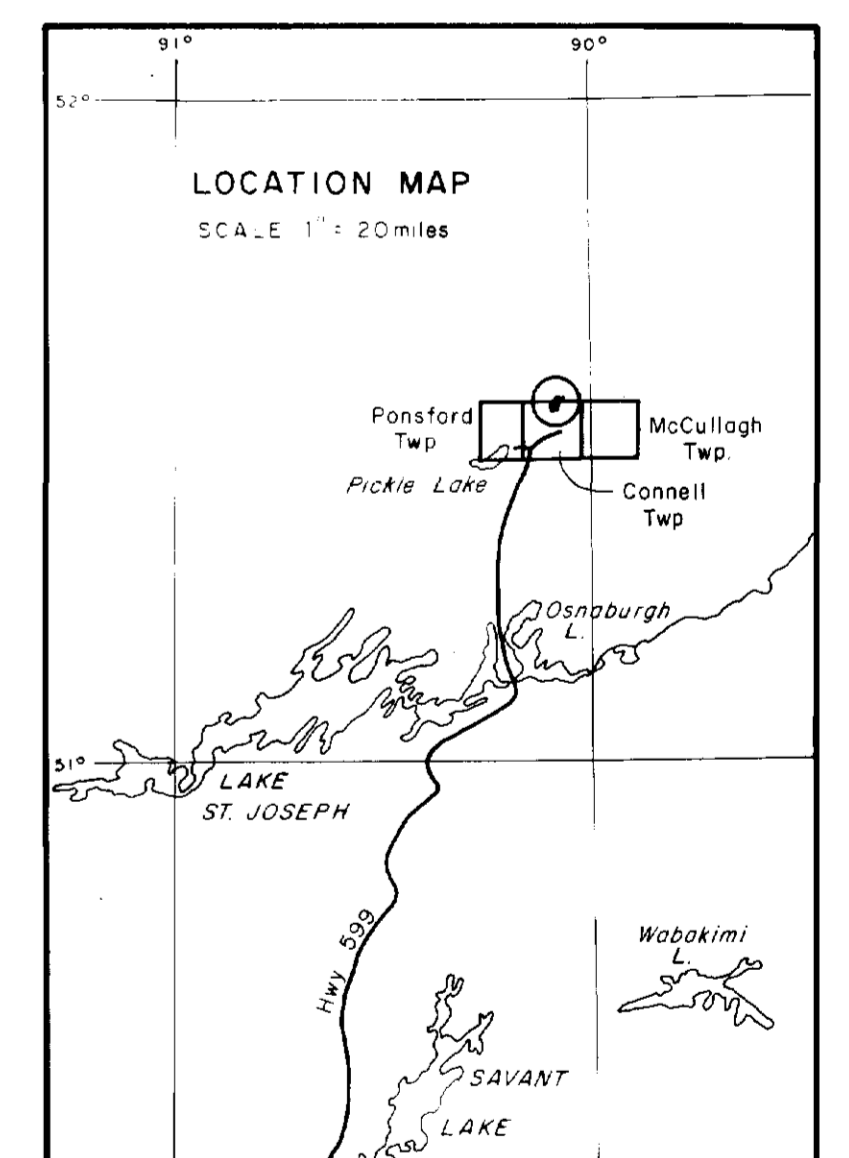 91° 90°
52°
LOCATION MAP
SCALE 1" = 20 miles
Ponsford
Twp
McCullagh
Twp.
Pickle Lake
Connell
Twp
Osnaburgh
L.
51°
LAKE
ST. JOSEPH
Hwy 599
Wabakimi
L.
SAVANT
LAKE